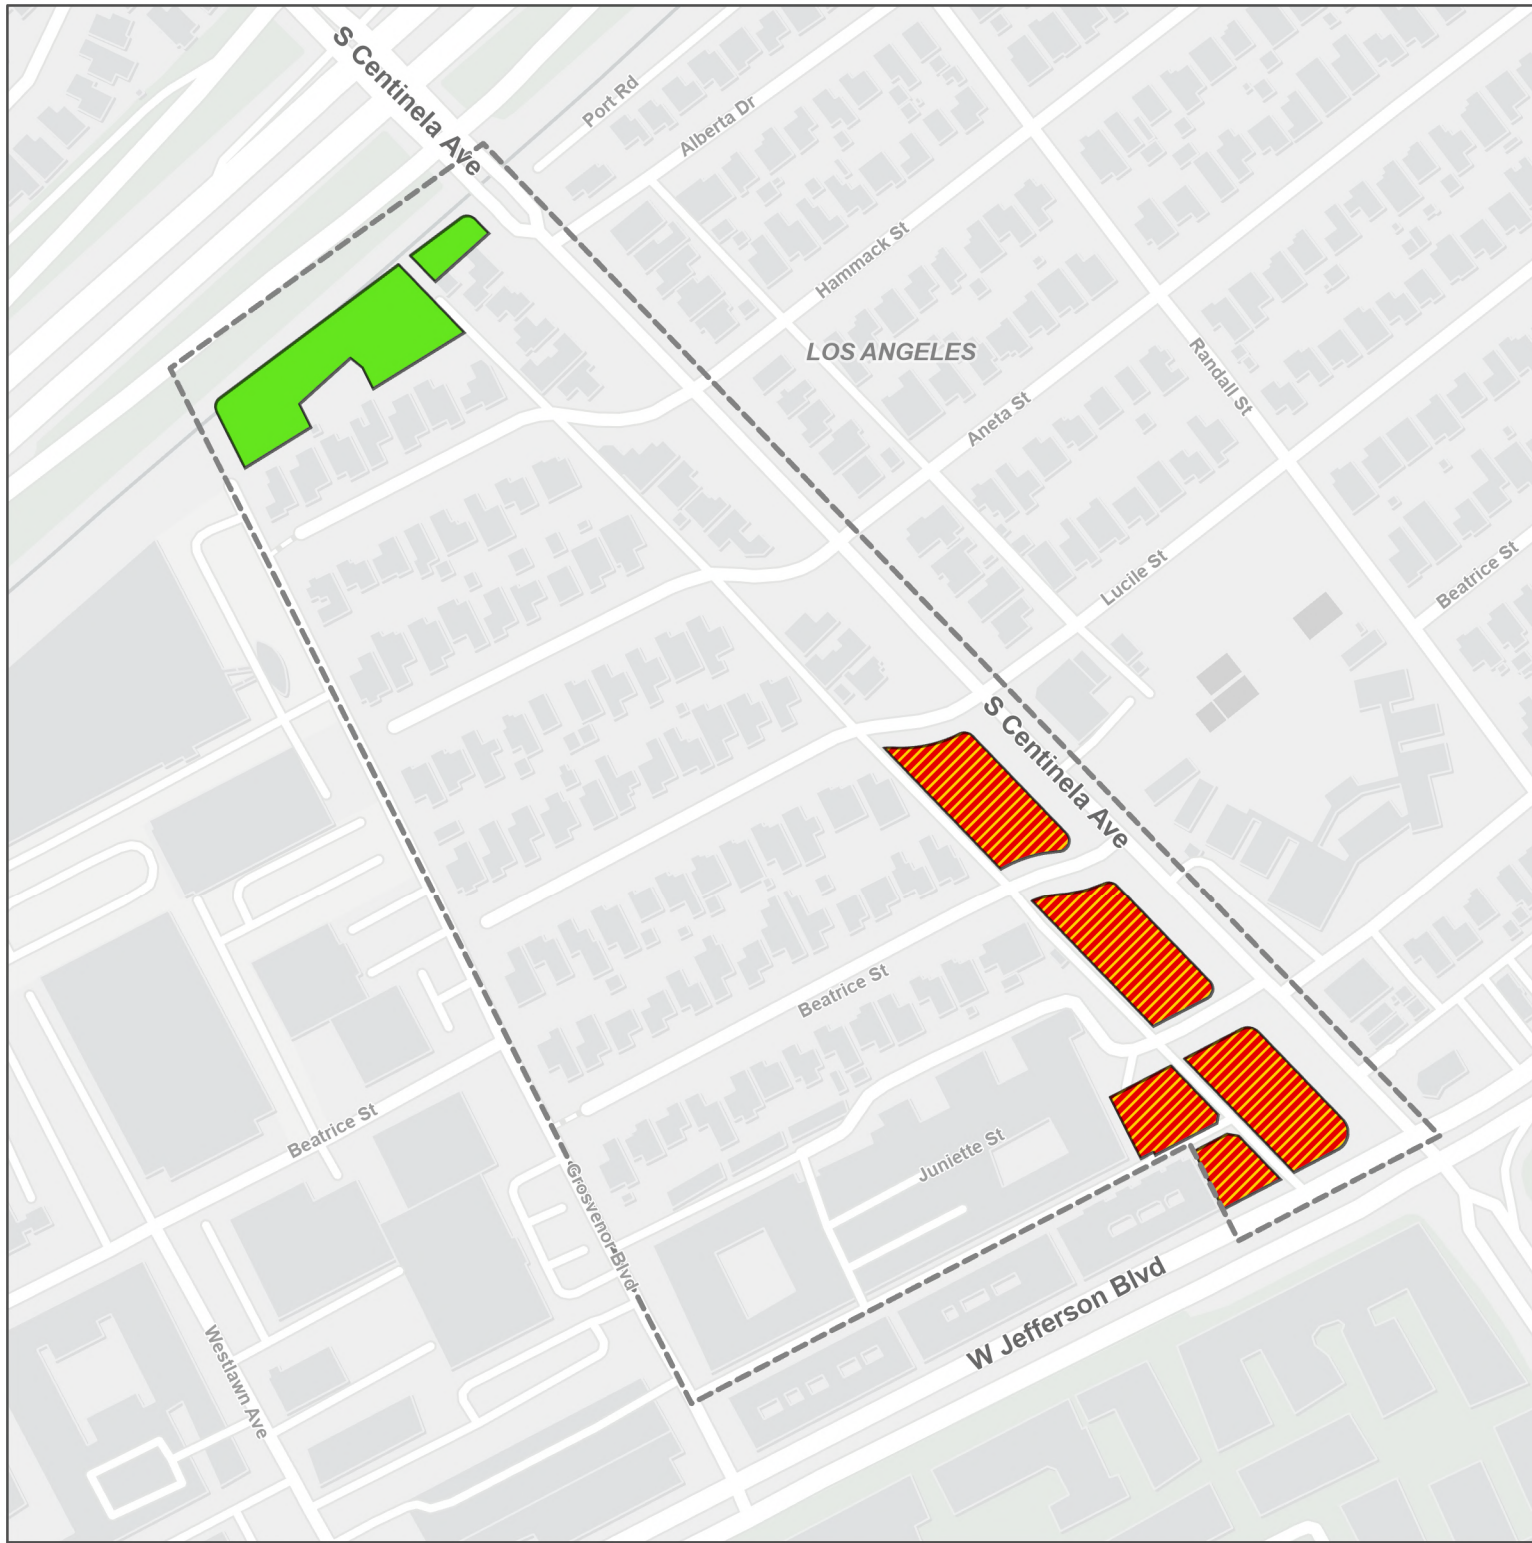 S Centinela Ave
Port Rd
Alberta Dr
Hammack St
LOS ANGELES
Randall St
Aneta St
Lucile St
Beatrice St
S Centinela Ave
Beatrice St
Beatrice St
Juniette St
Grosvenor Blvd
W Jefferson Blvd
Westlawn Ave